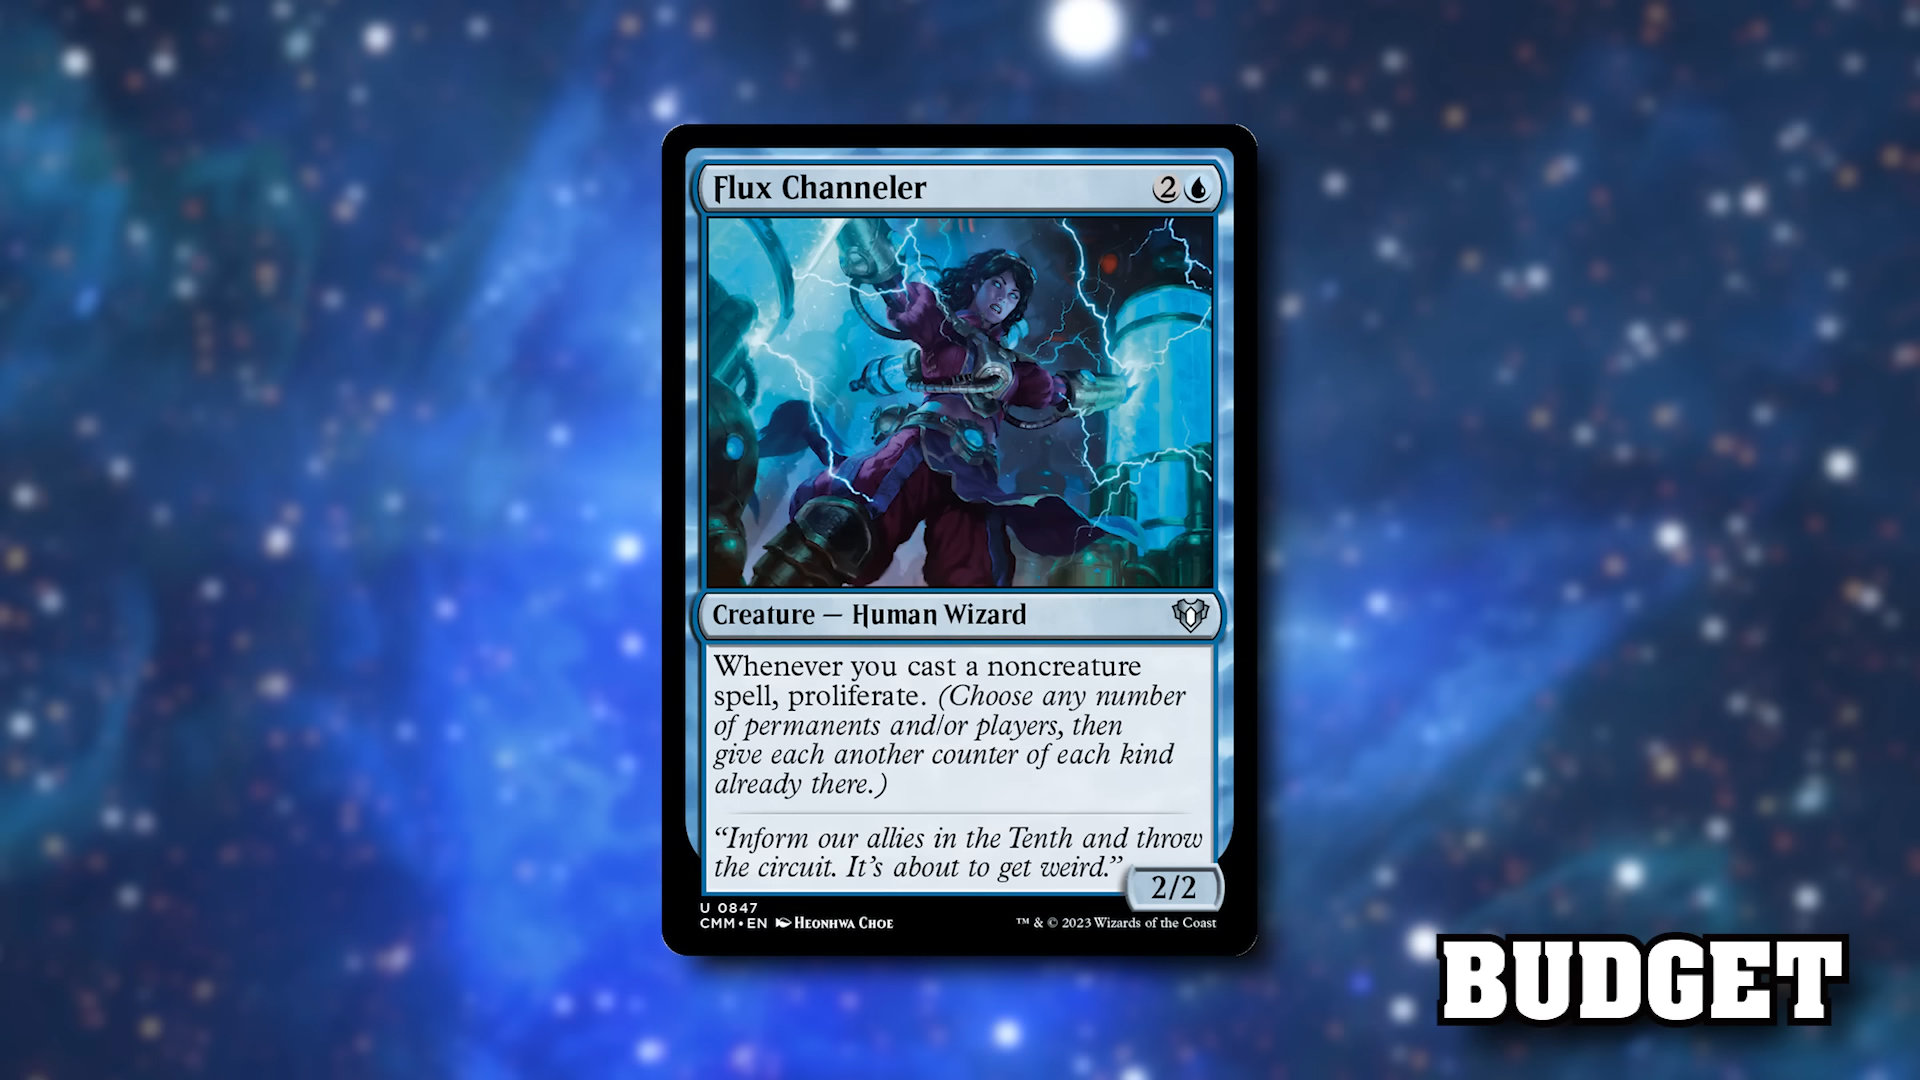 Flux Channeler 2
Creature — Human Wizard
Whenever you cast a noncreature
spell, proliferate. (Choose any number
of permanents and/or players, then
give each another counter of each kind
already there.)
“Inform our allies in the Tenth and throw
the circuit. It’s about to get weird.”
2/2
U 0847
CMM • EN Heonhwa Choe
™ & © 2023 Wizards of the Coast
BUDGET